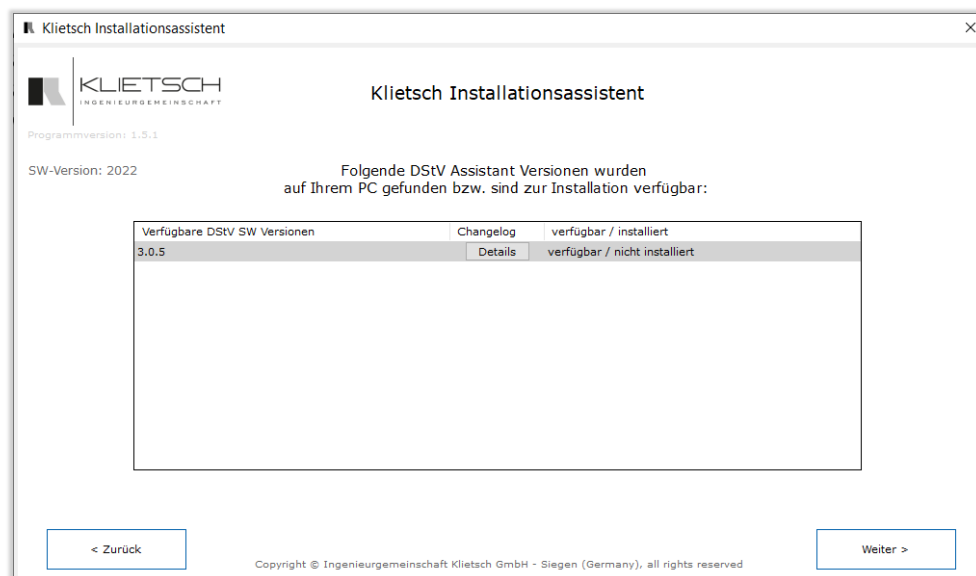 Klietsch Installationsassistent
KLIETSCH
INGENIEURGEMEINSCHAFT
Klietsch Installationsassistent
Programmversion: 1.5.1
SW-Version: 2022
Folgende DStV Assistant Versionen wurden
auf Ihrem PC gefunden bzw. sind zur Installation verfügbar:
Verfügbare DStV SW Versionen Changelog verfügbar / installiert
3.0.5 Details verfügbar / nicht installiert
< Zurück
Weiter >
Copyright © Ingenieurgemeinschaft Klietsch GmbH - Siegen (Germany), all rights reserved